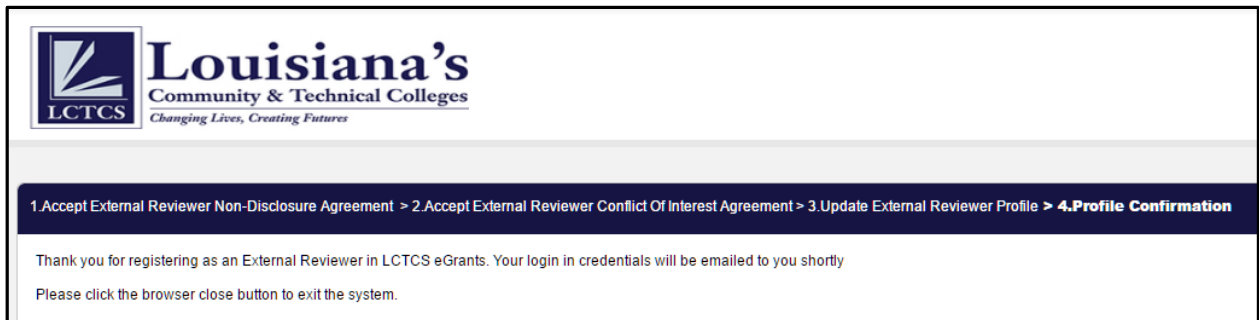 Louisiana's
Community & Technical Colleges
LCTCS
Changing Lives, Creating Futures
1.Accept External Reviewer Non-Disclosure Agreement > 2.Accept External Reviewer Conflict Of Interest Agreement > 3.Update External Reviewer Profile > 4.Profile Confirmation
Thank you for registering as an External Reviewer in LCTCS eGrants. Your login in credentials will be emailed to you shortly
Please click the browser close button to exit the system.